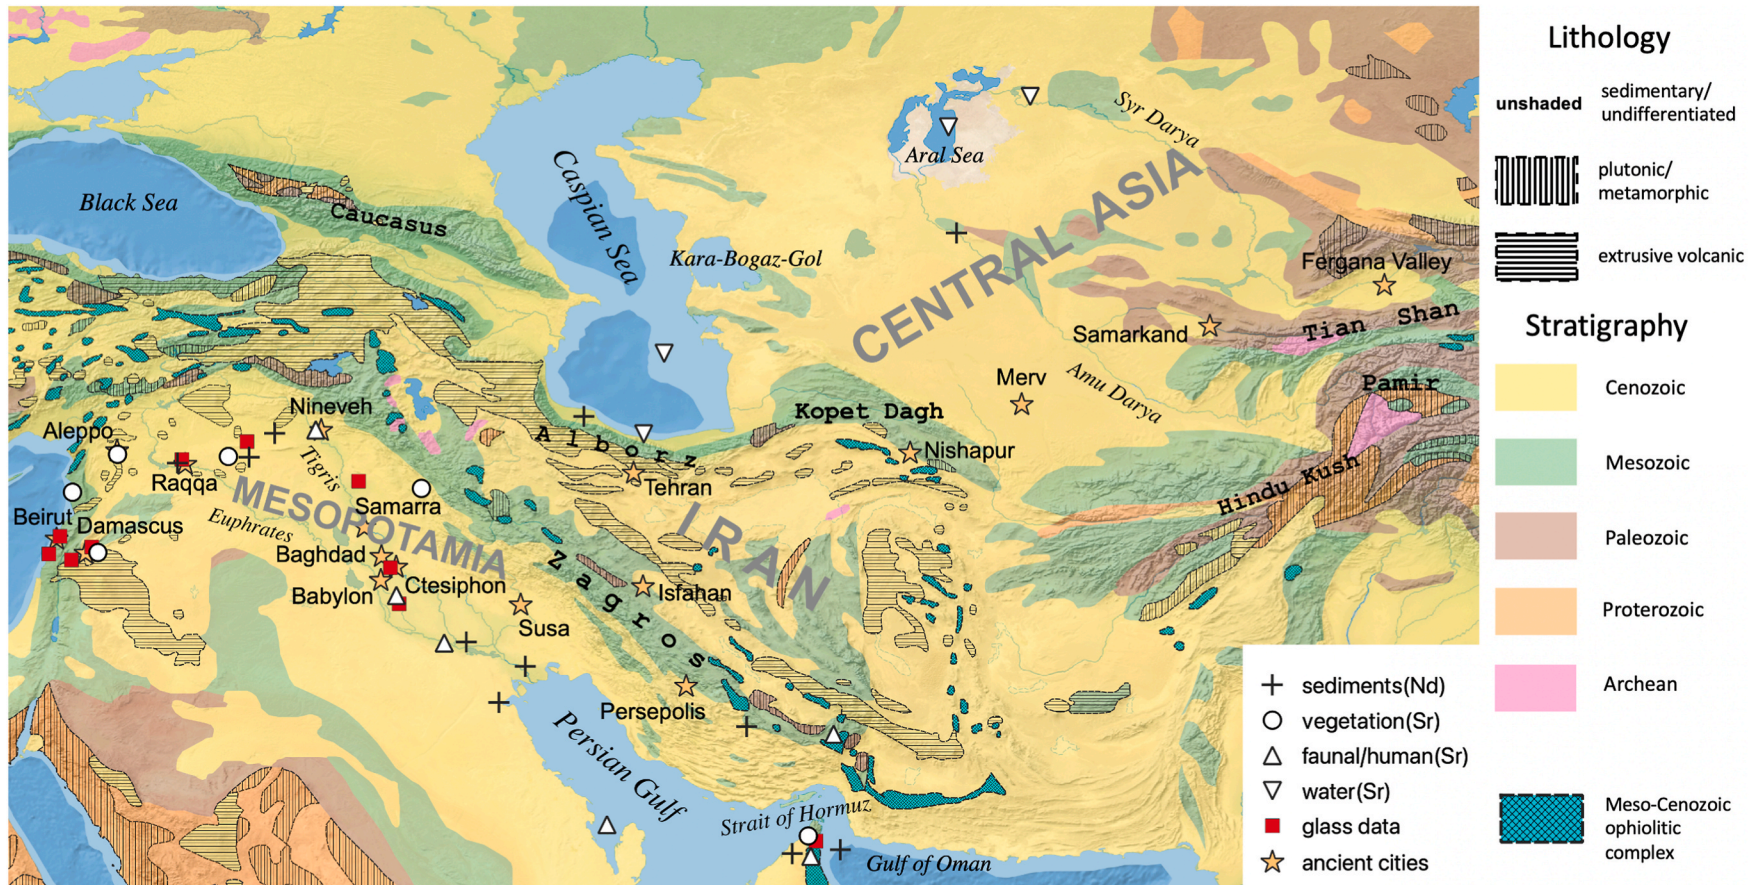 Black Sea
Caucasus
Caspian Sea
Kara-Bogaz-Gol
Aral Sea
Syr Darya
CENTRAL ASIA
Fergana Valley
Samarkand
Tian Shan
Pamir
Merv
Amu Darya
Kopet Dagh
Nishapur
Hindu Kush
Alborz
Tehran
Nineveh
Aleppo
Tigris
Raqqa
MESOPOTAMIA
Samarra
Euphrates
Beirut
Damascus
Baghdad
Ctesiphon
Babylon
Susa
IRAN
Zagros
Isfahan
Persepolis
Persian Gulf
Strait of Hormuz
Gulf of Oman
sediments(Nd)
vegetation(Sr)
faunal/human(Sr)
water(Sr)
glass data
ancient cities
Lithology
unshaded
sedimentary/
undifferentiated
plutonic/
metamorphic
extrusive volcanic
Stratigraphy
Cenozoic
Mesozoic
Paleozoic
Proterozoic
Archean
Meso-Cenozoic
ophiolitic
complex